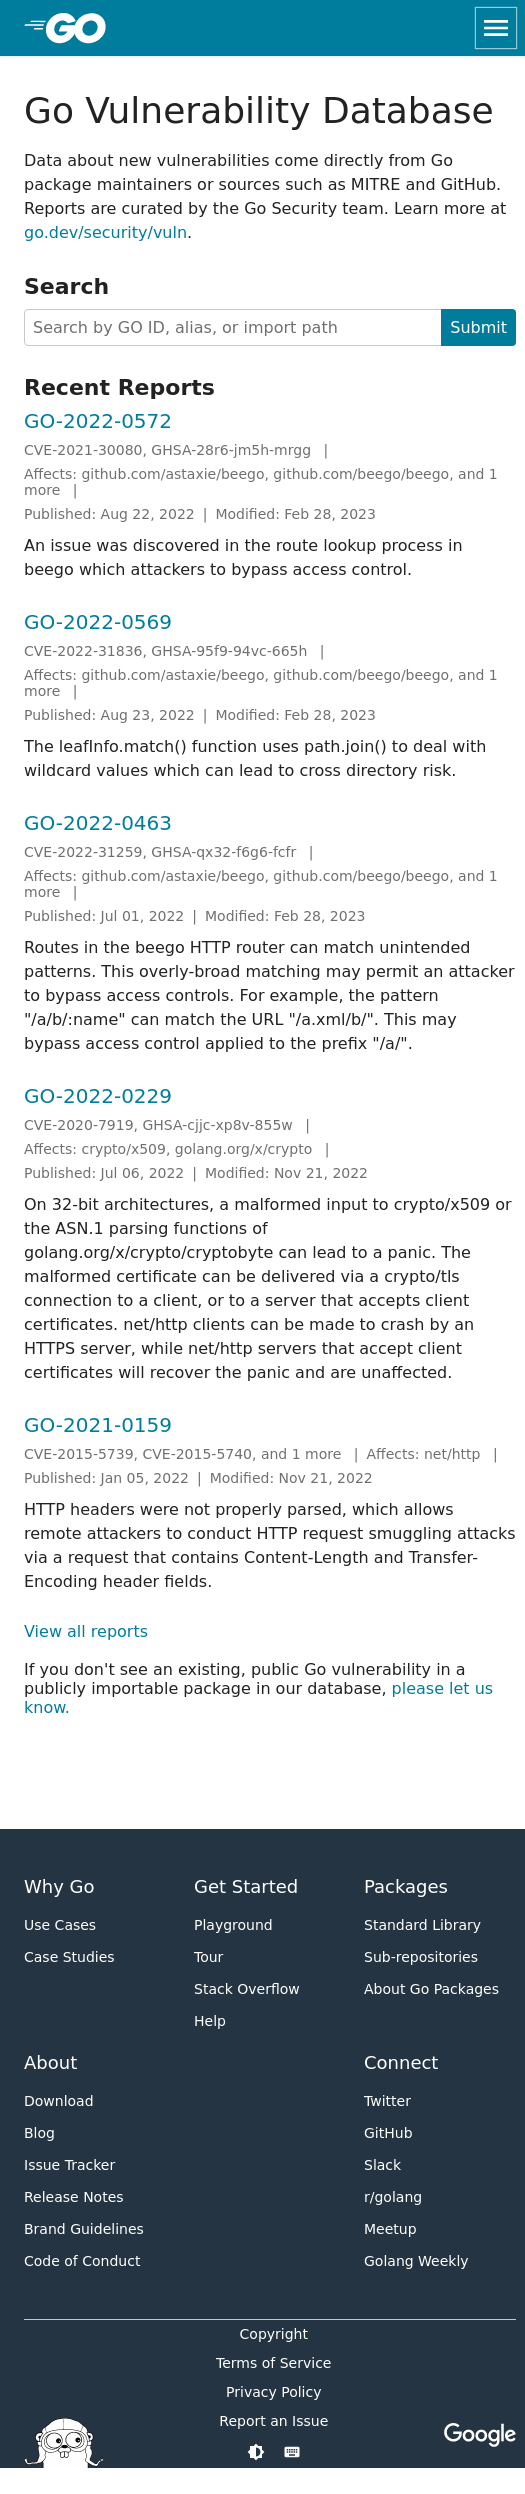 GO
Go Vulnerability Database
Data about new vulnerabilities come directly from Go
package maintainers or sources such as MITRE and GitHub.
Reports are curated by the Go Security team. Learn more at
go.dev/security/vuln.
Search
Search by GO ID, alias, or import path
Submit
Recent Reports
GO-2022-0572
CVE-2021-30080, GHSA-28r6-jm5h-mrgg |
Affects: github.com/astaxie/beego, github.com/beego/beego, and 1
more |
Published: Aug 22, 2022 | Modified: Feb 28, 2023
An issue was discovered in the route lookup process in
beego which attackers to bypass access control.
GO-2022-0569
CVE-2022-31836, GHSA-95f9-94vc-665h |
Affects: github.com/astaxie/beego, github.com/beego/beego, and 1
more |
Published: Aug 23, 2022 | Modified: Feb 28, 2023
The leafInfo.match() function uses path.join() to deal with
wildcard values which can lead to cross directory risk.
GO-2022-0463
CVE-2022-31259, GHSA-qx32-f6g6-fcfr |
Affects: github.com/astaxie/beego, github.com/beego/beego, and 1
more |
Published: Jul 01, 2022 | Modified: Feb 28, 2023
Routes in the beego HTTP router can match unintended
patterns. This overly-broad matching may permit an attacker
to bypass access controls. For example, the pattern
"/a/b/:name" can match the URL "/a.xml/b/". This may
bypass access control applied to the prefix "/a/".
GO-2022-0229
CVE-2020-7919, GHSA-cjjc-xp8v-855w |
Affects: crypto/x509, golang.org/x/crypto |
Published: Jul 06, 2022 | Modified: Nov 21, 2022
On 32-bit architectures, a malformed input to crypto/x509 or
the ASN.1 parsing functions of
golang.org/x/crypto/cryptobyte can lead to a panic. The
malformed certificate can be delivered via a crypto/tls
connection to a client, or to a server that accepts client
certificates. net/http clients can be made to crash by an
HTTPS server, while net/http servers that accept client
certificates will recover the panic and are unaffected.
GO-2021-0159
CVE-2015-5739, CVE-2015-5740, and 1 more | Affects: net/http |
Published: Jan 05, 2022 | Modified: Nov 21, 2022
HTTP headers were not properly parsed, which allows
remote attackers to conduct HTTP request smuggling attacks
via a request that contains Content-Length and Transfer-
Encoding header fields.
View all reports
If you don't see an existing, public Go vulnerability in a
publicly importable package in our database, please let us
know.
Why Go
Use Cases
Case Studies
Get Started
Playground
Tour
Stack Overflow
Help
Packages
Standard Library
Sub-repositories
About Go Packages
About
Download
Blog
Issue Tracker
Release Notes
Brand Guidelines
Code of Conduct
Connect
Twitter
GitHub
Slack
r/golang
Meetup
Golang Weekly
Copyright
Terms of Service
Privacy Policy
Report an Issue
Google